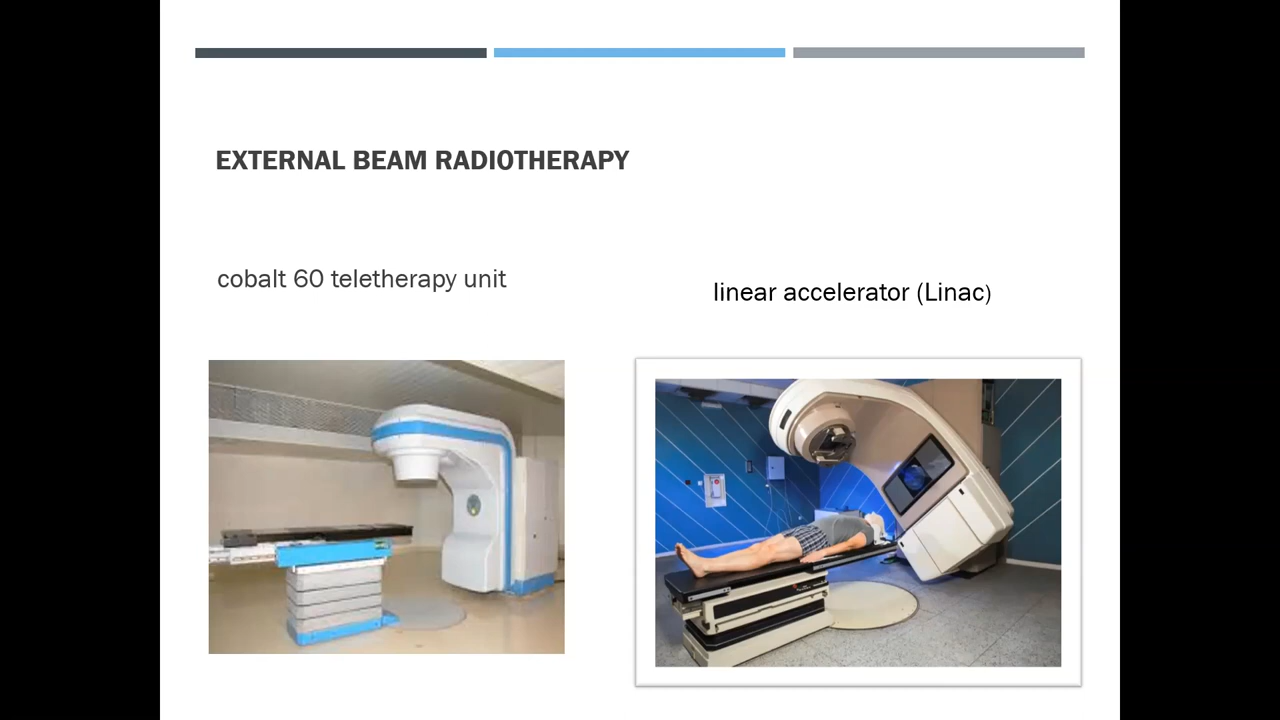 EXTERNAL BEAM RADIOTHERAPY
cobalt 60 teletherapy unit
linear accelerator (Linac)